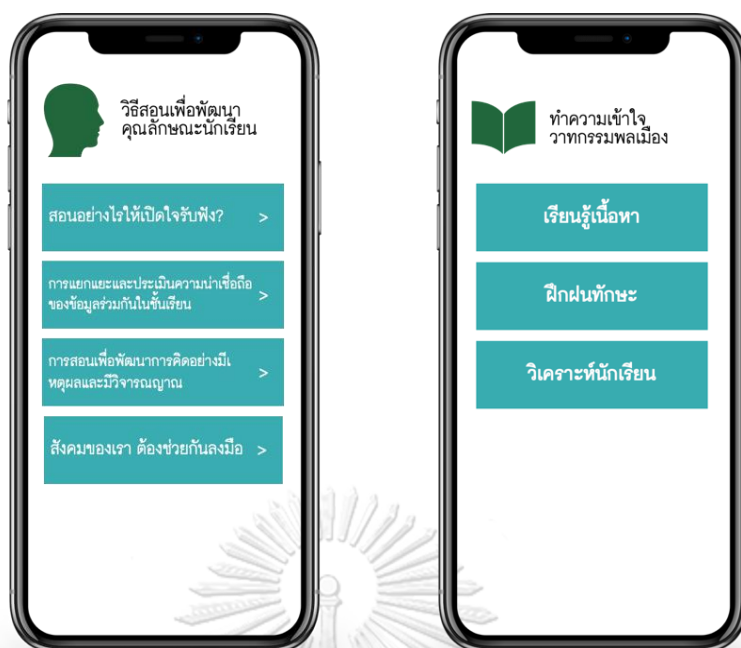 วิธีสอนเพื่อพัฒนา
คุณลักษณะนักเรียน
สอนอย่างไรให้เปิดใจรับฟัง? >
การแยกแยะและประเมินความน่าเชื่อถือ
ของข้อมูลร่วมกันในชั้นเรียน >
การสอนเพื่อพัฒนาการคิดอย่างมีเ
หตุผลและมีวิจารณญาณ >
สังคมของเรา ต้องช่วยกันลงมือ >
ทำความเข้าใจ
วาทกรรมพลเมือง
เรียนรู้เนื้อหา
ฝึกฝนทักษะ
วิเคราะห์นักเรียน